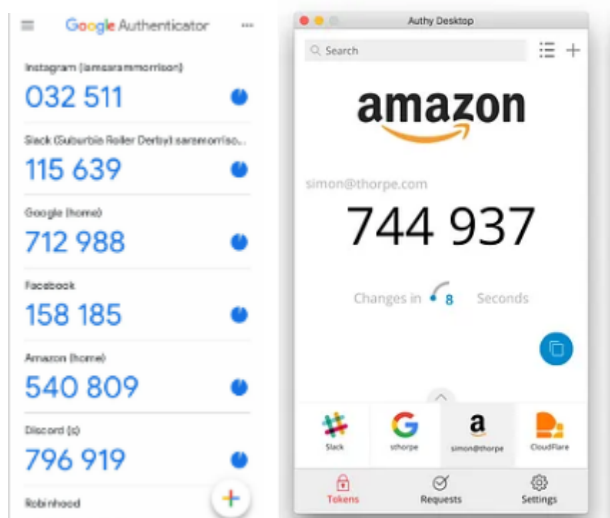 Google Authenticator
Instagram (iamsarammorrison)
032 511
Slack (Suburbia Roller Derby) saramorriso...
115 639
Google (home)
712 988
Facebook
158 185
Amazon (home)
540 809
Discord (s)
796 919
Robinhood
Authy Desktop
Search
amazon
simon@thorpe.com
744 937
Changes in 8 Seconds
Slack
sthorpe
simon@thorpe
CloudFlare
Tokens
Requests
Settings